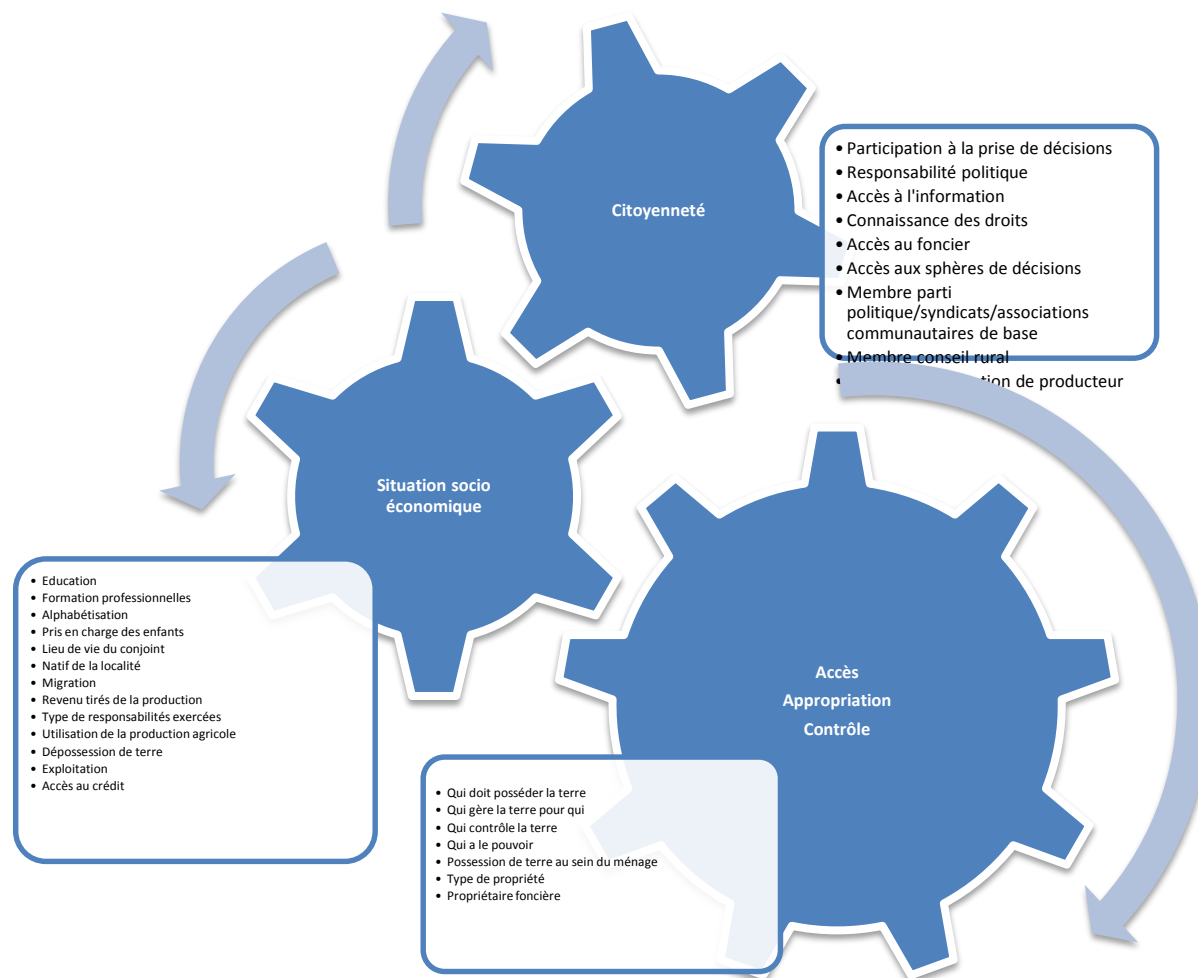 Citoyenneté
• Participation à la prise de décisions
• Responsabilité politique
• Accès à l'information
• Connaissance des droits
• Accès au foncier
• Accès aux sphères de décisions
• Membre parti
politique/syndicats/associations
communautaires de base
• Membre conseil rural
• de producteur
Situation socio
économique
• Education
• Formation professionnelles
• Alphabétisation
• Pris en charge des enfants
• Lieu de vie du conjoint
• Natif de la localité
• Migration
• Revenu tirés de la production
• Type de responsabilités exercées
• Utilisation de la production agricole
• Dépossession de terre
• Exploitation
• Accès au crédit
Accès
Appropriation
Contrôle
• Qui doit posséder la terre
• Qui gère la terre pour qui
• Qui contrôle la terre
• Qui a le pouvoir
• Possession de terre au sein du ménage
• Type de propriété
• Propriétaire foncière